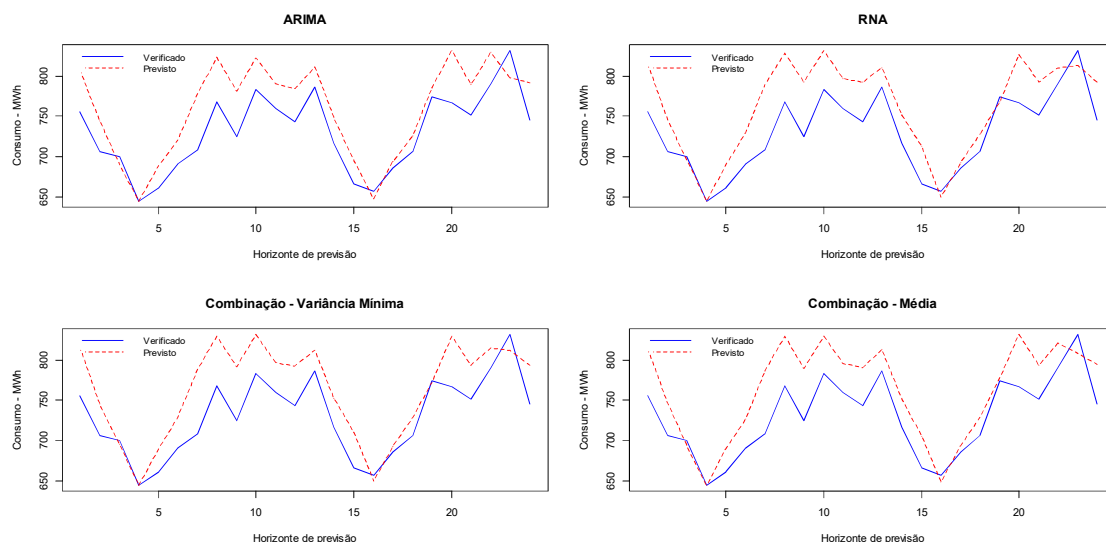 ARIMA
Verificado
Previsto
Consumo - MWh
800
750
700
650
5
10
15
20
Horizonte de previsão
RNA
Verificado
Previsto
Consumo - MWh
800
750
700
650
5
10
15
20
Horizonte de previsão
Combinação - Variância Mínima
Verificado
Previsto
Consumo - MWh
800
750
700
650
5
10
15
20
Horizonte de previsão
Combinação - Média
Verificado
Previsto
Consumo - MWh
800
750
700
650
5
10
15
20
Horizonte de previsão